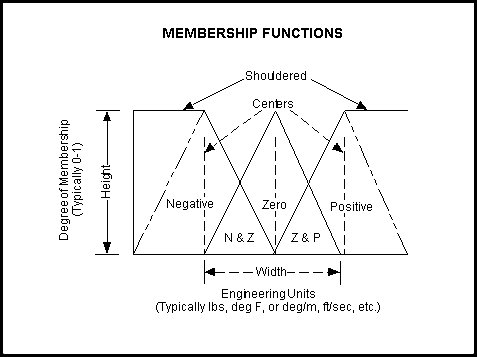 MEMBERSHIP FUNCTIONS
Shouldered
Centers
Degree of Membership
(Typically 0-1)
Height
Negative
Zero
Positive
N & Z
Z & P
Width
Engineering Units
(Typically lbs, deg F, or deg/m, ft/sec, etc.)